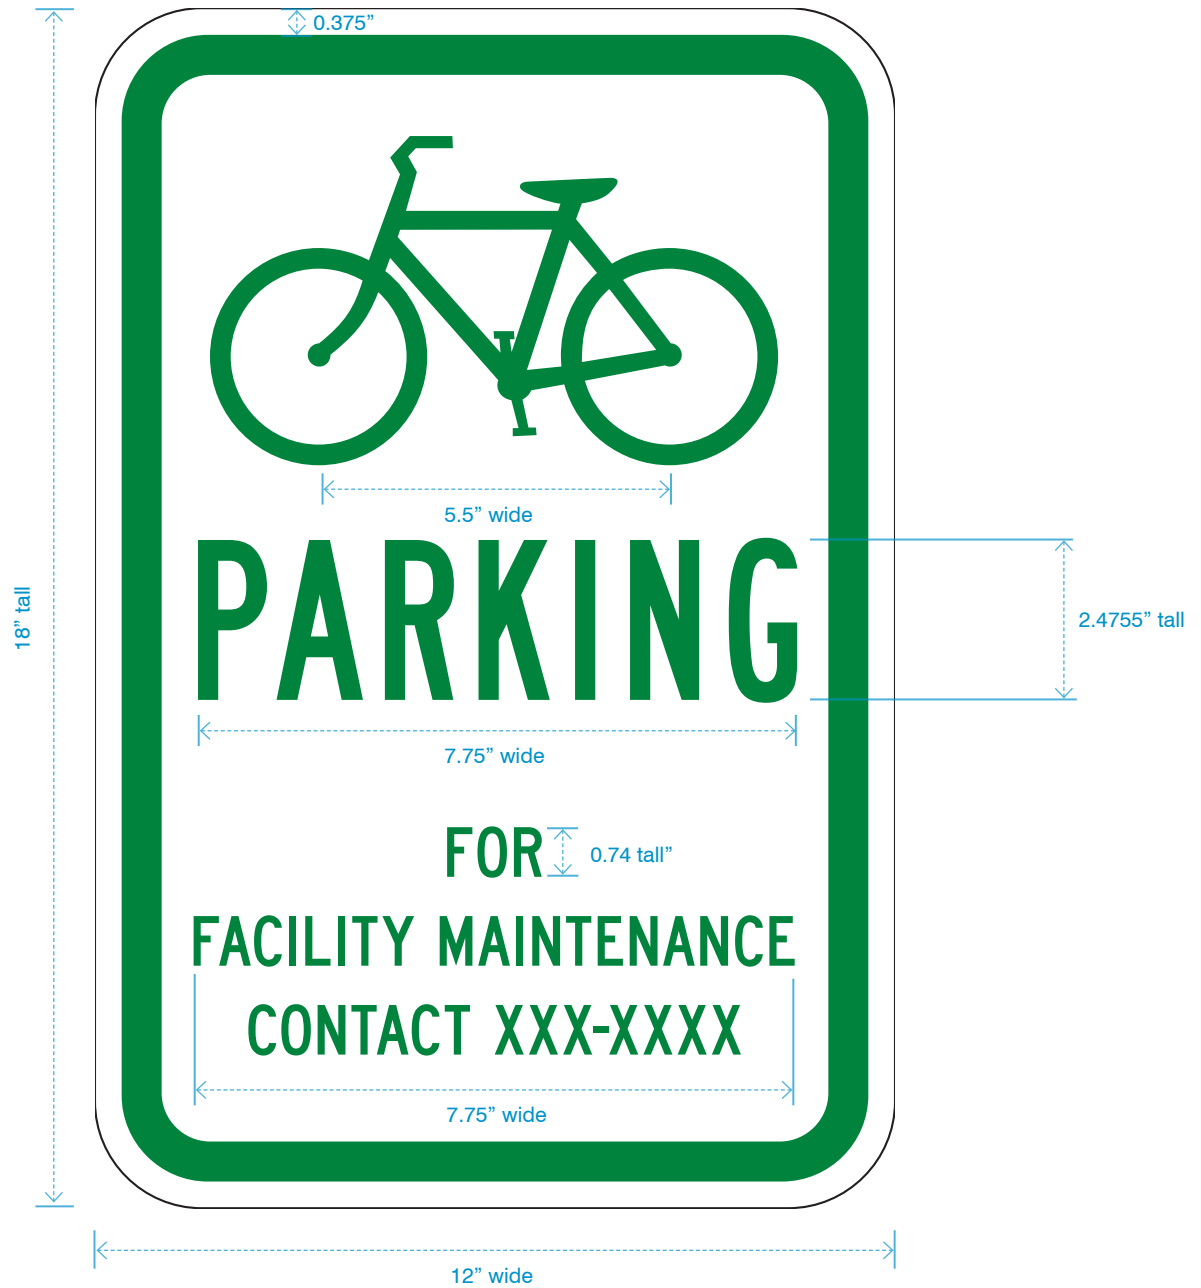 0.375”
5.5” wide
PARKING
18” tall
2.4755” tall
7.75” wide
FOR
0.74 tall”
FACILITY MAINTENANCE
CONTACT XXX-XXXX
7.75” wide
12” wide